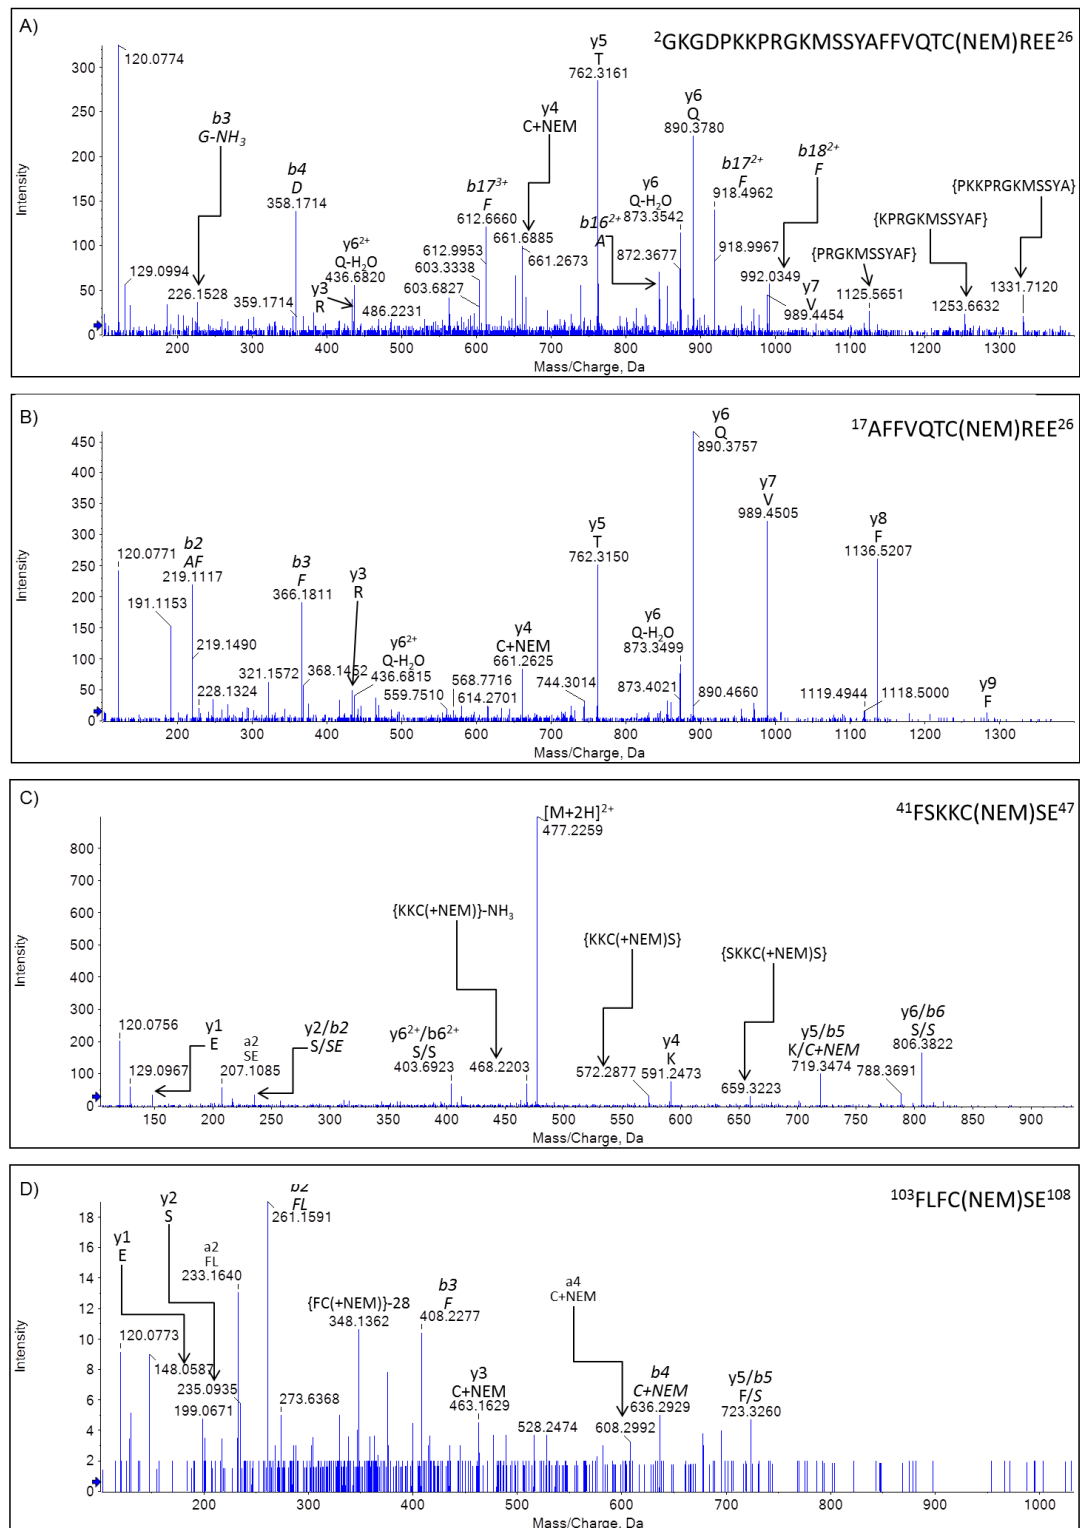 A)
²GKGDPKKPRGKMSSYAFFVQTC(NEM)REE²⁶
120.0774
b3
G-NH₃
b4
D
358.1714
y5
T
762.3161
y4
C+NEM
y6
Q
890.3780
b17³⁺
F
612.6660
y6
Q-H₂O
873.3542
b17²⁺
F
918.4962
b18²⁺
F
{PKKPRGKMSSYA}
{KPRGKMSSYAF}
{PRGKMSSYAF}
b16²⁺
A
y6²⁺
Q-H₂O
436.6820
y3
R
129.0994
226.1528
359.1714
486.2231
612.9953
603.3338
603.6827
661.6885
661.2673
872.3677
918.9967
992.0349
y7
V
989.4454
1125.5651
1253.6632
1331.7120
Intensity
300
250
200
150
100
50
0
200 300 400 500 600 700 800 900 1000 1100 1200 1300
Mass/Charge, Da
B)
¹⁷AFFVQTC(NEM)REE²⁶
y6
Q
890.3757
y7
V
989.4505
y8
F
1136.5207
y5
T
762.3150
120.0771
b2
AF
219.1117
191.1153
b3
F
366.1811
y3
R
219.1490
228.1324
321.1572
368.1452
y6²⁺
Q-H₂O
436.6815
559.7510
568.7716
614.2701
y4
C+NEM
661.2625
744.3014
y6
Q-H₂O
873.3499
873.4021
890.4660
1119.4944
1118.5000
y9
F
Intensity
450
400
350
300
250
200
150
100
50
0
200 300 400 500 600 700 800 900 1000 1100 1200 1300
Mass/Charge, Da
C)
⁴¹FSKKC(NEM)SE⁴⁷
[M+2H]²⁺
477.2259
{KKC(+NEM)}-NH₃
{KKC(+NEM)S}
{SKKC(+NEM)S}
120.0756
129.0967
y1
E
a2
SE
207.1085
y2/b2
S/SE
y6²⁺/b6²⁺
S/S
403.6923
468.2203
572.2877
y4
K
591.2473
659.3223
y5/b5
K/C+NEM
719.3474
788.3691
y6/b6
S/S
806.3822
Intensity
800
700
600
500
400
300
200
100
0
150 200 250 300 350 400 450 500 550 600 650 700 750 800 850 900
Mass/Charge, Da
D)
¹⁰³FLFC(NEM)SE¹⁰⁸
y1
E
y2
S
b2
FL
261.1591
a2
FL
233.1640
120.0773
148.0587
235.0935
199.0671
273.6368
{FC(+NEM)}-28
348.1362
b3
F
408.2277
y3
C+NEM
463.1629
528.2474
a4
C+NEM
608.2992
b4
C+NEM
636.2929
y5/b5
F/S
723.3260
Intensity
18
16
14
12
10
8
6
4
2
0
200 300 400 500 600 700 800 900 1000
Mass/Charge, Da